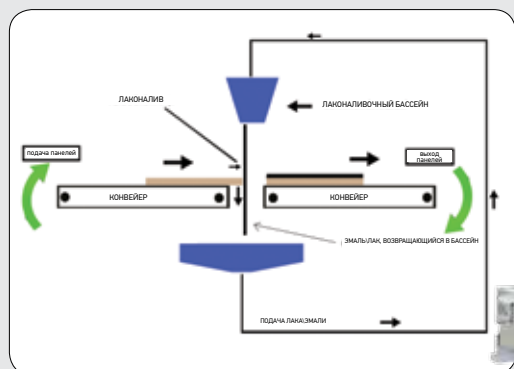 ЛАКОНАЛИВ
ЛАКОНАЛИВОЧНЫЙ БАССЕЙН
подача панелей
выход
панелей
КОНВЕЙЕР
КОНВЕЙЕР
ЭМАЛЬ\ЛАК, ВОЗВРАЩАЮЩИЙСЯ В БАССЕЙН
ПОДАЧА ЛАКА\ЭМАЛИ